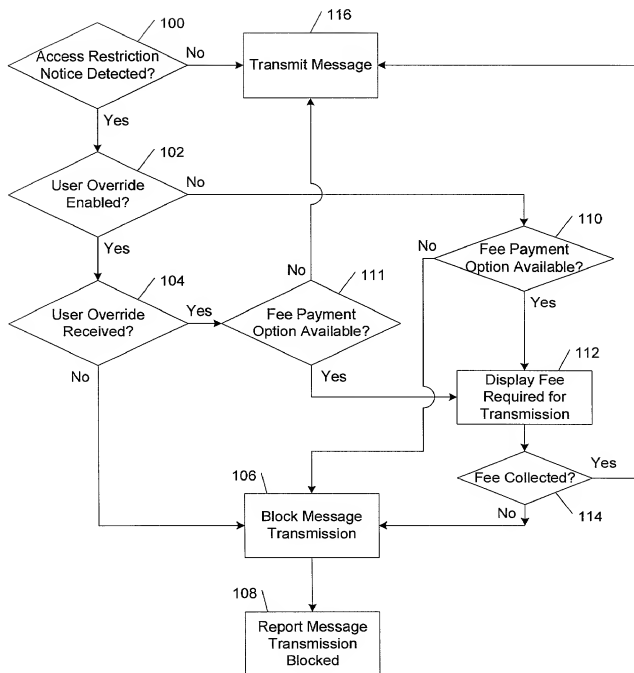 100
Access Restriction
Notice Detected?
No
Yes
116
Transmit Message
102
User Override
Enabled?
No
Yes
110
Fee Payment
Option Available?
No
Yes
104
User Override
Received?
Yes
No
111
Fee Payment
Option Available?
No
Yes
112
Display Fee
Required for
Transmission
Fee Collected?
Yes
No
114
106
Block Message
Transmission
108
Report Message
Transmission
Blocked